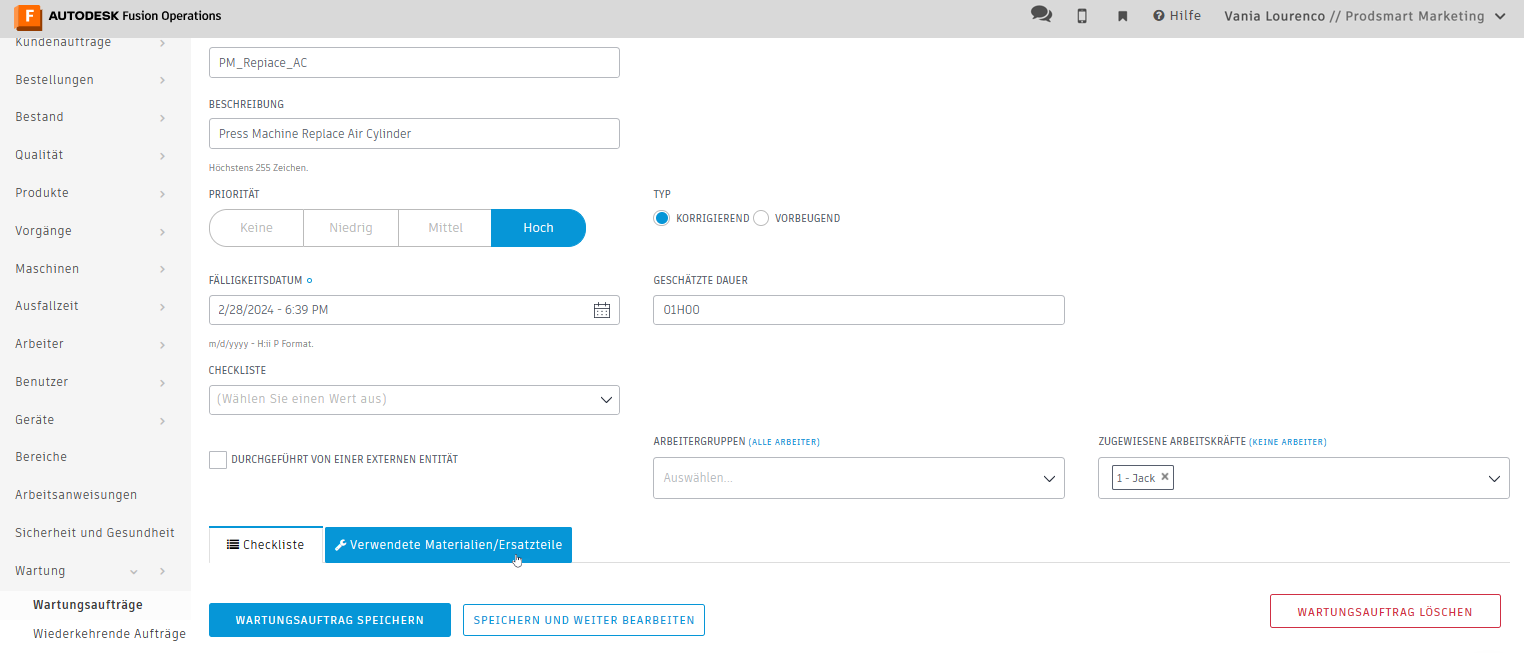 F AUTODESK Fusion Operations
Hilfe
Vania Lourenco // Prodsmart Marketing
Kundenaufträge
Bestellungen
Bestand
Qualität
Produkte
Vorgänge
Maschinen
Ausfallzeit
Arbeiter
Benutzer
Geräte
Bereiche
Arbeitsanweisungen
Sicherheit und Gesundheit
Wartung
Wartungsaufträge
Wiederkehrende Aufträge
PM_Repiace_AC
BESCHREIBUNG
Press Machine Replace Air Cylinder
Höchstens 255 Zeichen.
PRIORITÄT
Keine
Niedrig
Mittel
Hoch
TYP
KORRIGIEREND
VORBEUGEND
FÄLLIGKEITSDATUM
2/28/2024 - 6:39 PM
m/d/yyyy - H:ii P Format.
GESCHÄTZTE DAUER
01H00
CHECKLISTE
(Wählen Sie einen Wert aus)
DURCHGEFÜHRT VON EINER EXTERNEN ENTITÄT
ARBEITERGRUPPEN (ALLE ARBEITER)
Auswählen...
ZUGEWIESENE ARBEITSKRÄFTE (KEINE ARBEITER)
1 - Jack ×
Checkliste
Verwendete Materialien/Ersatzteile
WARTUNGSAUFTRAG SPEICHERN
SPEICHERN UND WEITER BEARBEITEN
WARTUNGSAUFTRAG LÖSCHEN